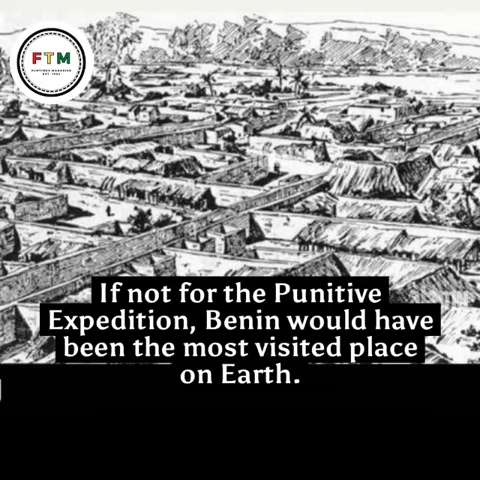 FTM
If not for the Punitive
Expedition, Benin would have
been the most visited place
on Earth.